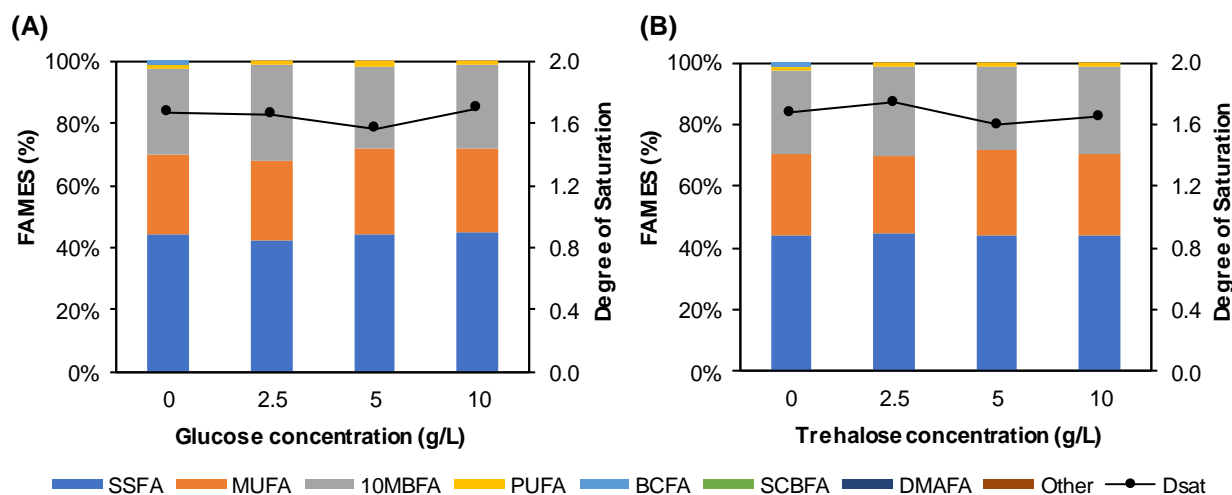 (A)
100%
80%
60%
40%
20%
0%
FAMES (%)
2.0
1.6
1.2
0.8
0.4
0.0
Degree of Saturation
0 2.5 5 10
Glucose concentration (g/L)
(B)
100%
80%
60%
40%
20%
0%
FAMES (%)
2.0
1.6
1.2
0.8
0.4
0.0
Degree of Saturation
0 2.5 5 10
Trehalose concentration (g/L)
SSFA MUFA 10MBFA PUFA BCFA SCBFA DMAFA Other Dsat